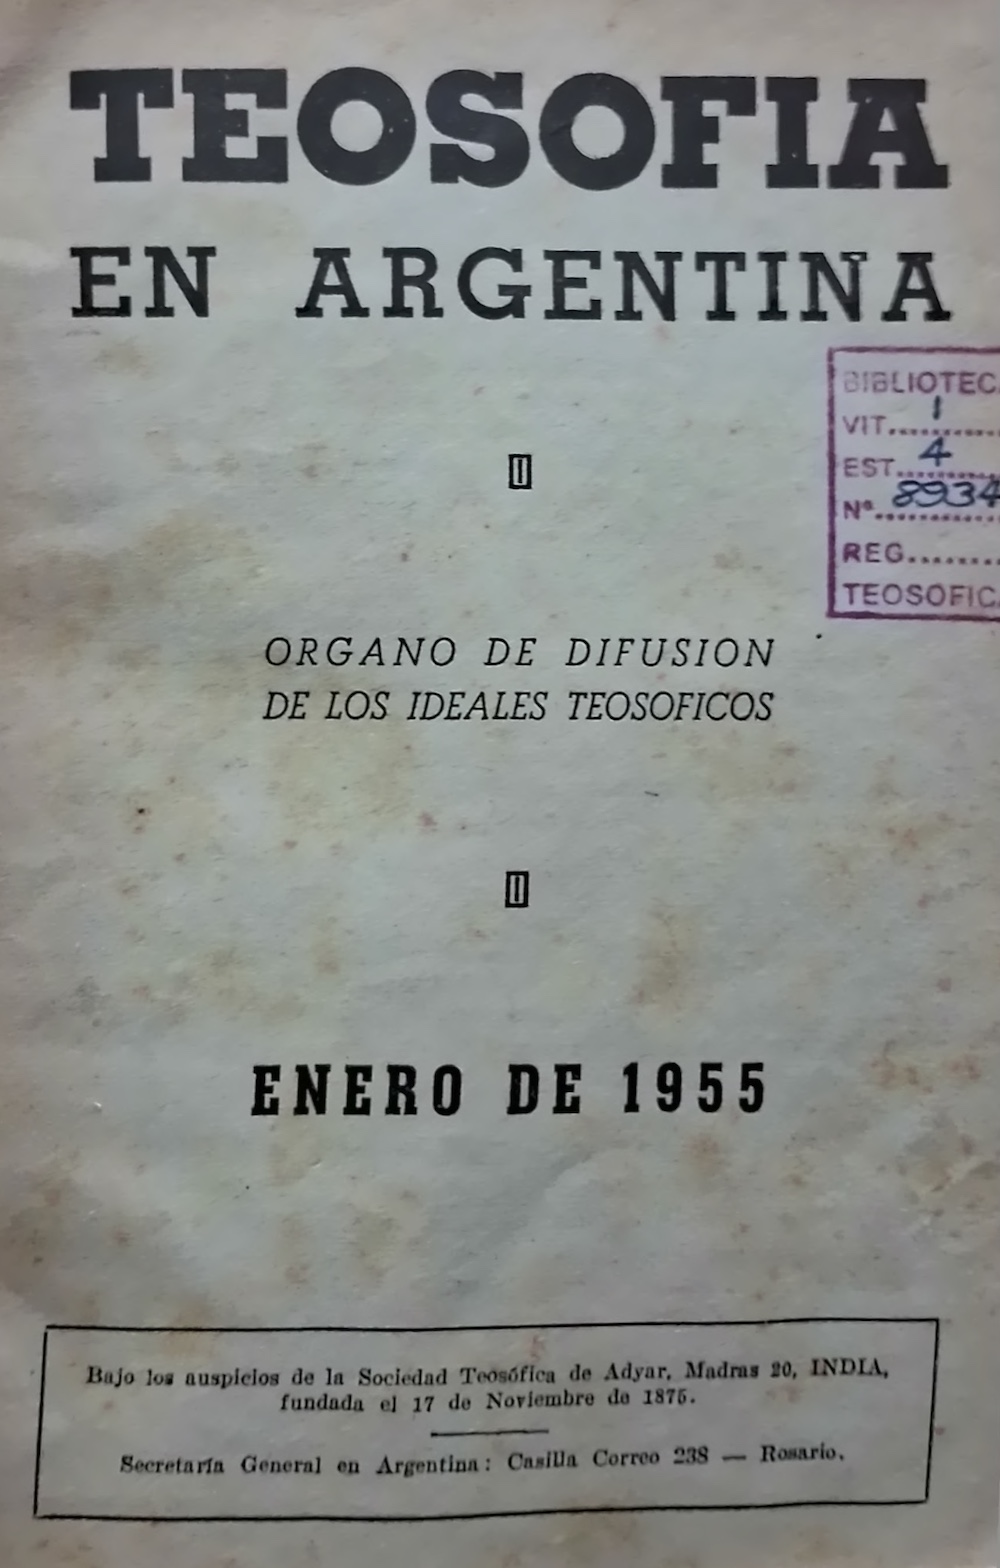 TEOSOFIA
EN ARGENTINA
BIBLIOTECA
VIT. 1
EST. 4
Nº. 8934
REG.
TEOSOFICA
ORGANO DE DIFUSION
DE LOS IDEALES TEOSOFICOS
ENERO DE 1955
Bajo los auspicios de la Sociedad Teosófica de Adyar, Madras 20, INDIA,
fundada el 17 de Noviembre de 1875.
Secretaría General en Argentina: Casilla Correo 238 — Rosario.